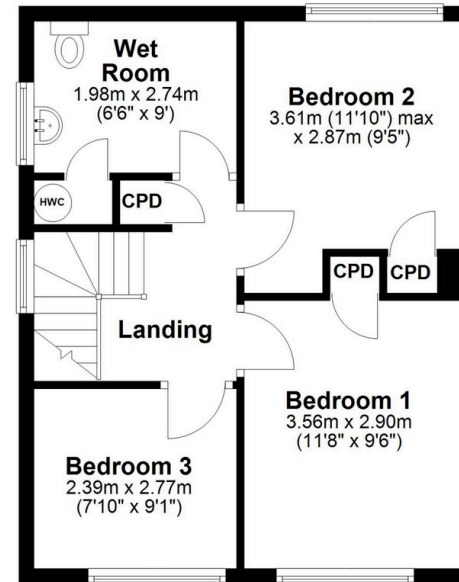 Wet
Room
1.98m x 2.74m
(6'6" x 9')
Bedroom 2
3.61m (11'10") max
x 2.87m (9'5")
HWC
CPD
CPD
CPD
Landing
Bedroom 1
3.56m x 2.90m
(11'8" x 9'6")
Bedroom 3
2.39m x 2.77m
(7'10" x 9'1")